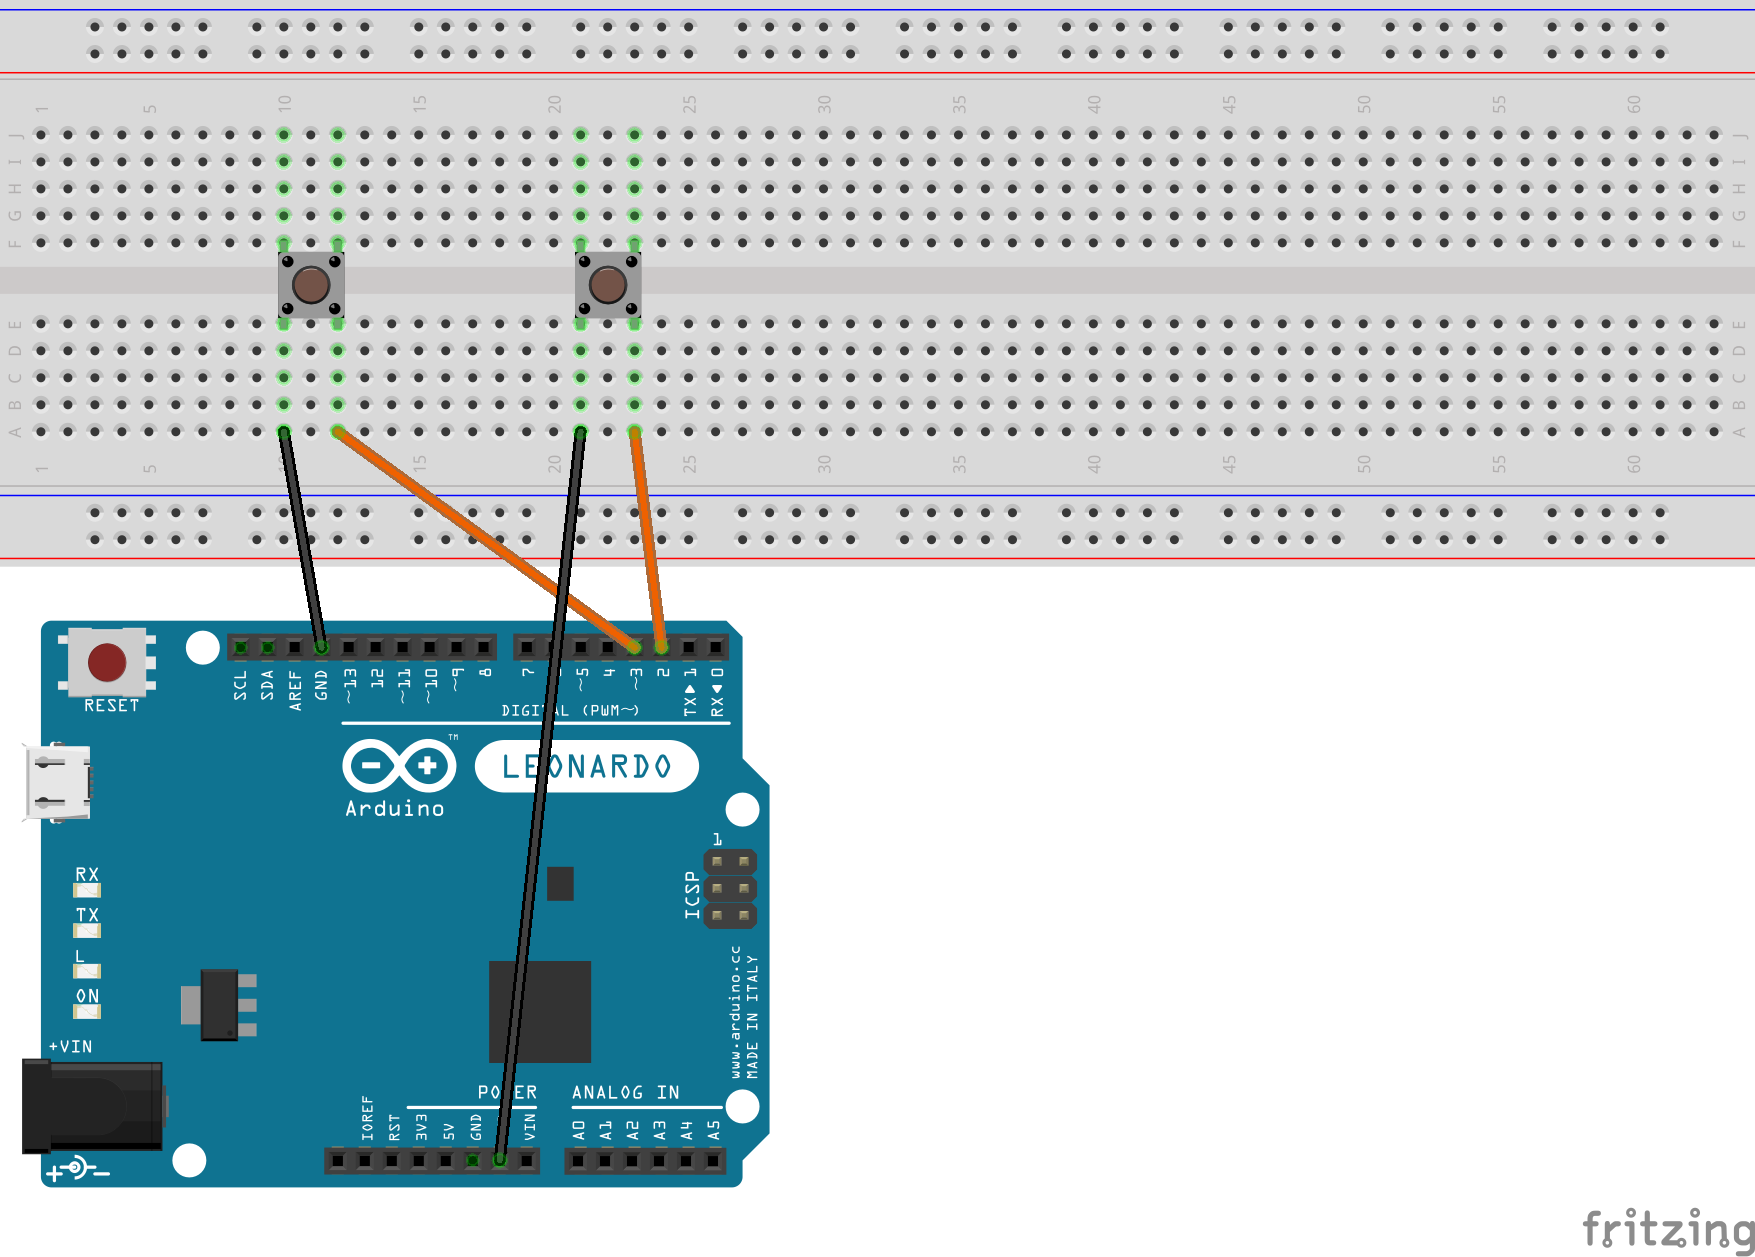 1 5 10 15 20 25 30 35 40 45 50 55 60
J J
I I
H H
G G
F F
E E
D D
C C
B B
A A
1 5 15 20 25 30 35 40 45 50 55 60
RESET
SCL SDA AREF GND ~13 12 ~11 ~10 ~9 8 7 ~5 4 ~3 2 TX▶1 RX◀0
DIGITAL (PWM~)
TM
LEONARDO
Arduino
1
ICSP
RX
TX
L
ON
+VIN
www.arduino.cc
MADE IN ITALY
POWER ANALOG IN
IOREF RST 3V3 5V GND VIN A0 A1 A2 A3 A4 A5
fritzing